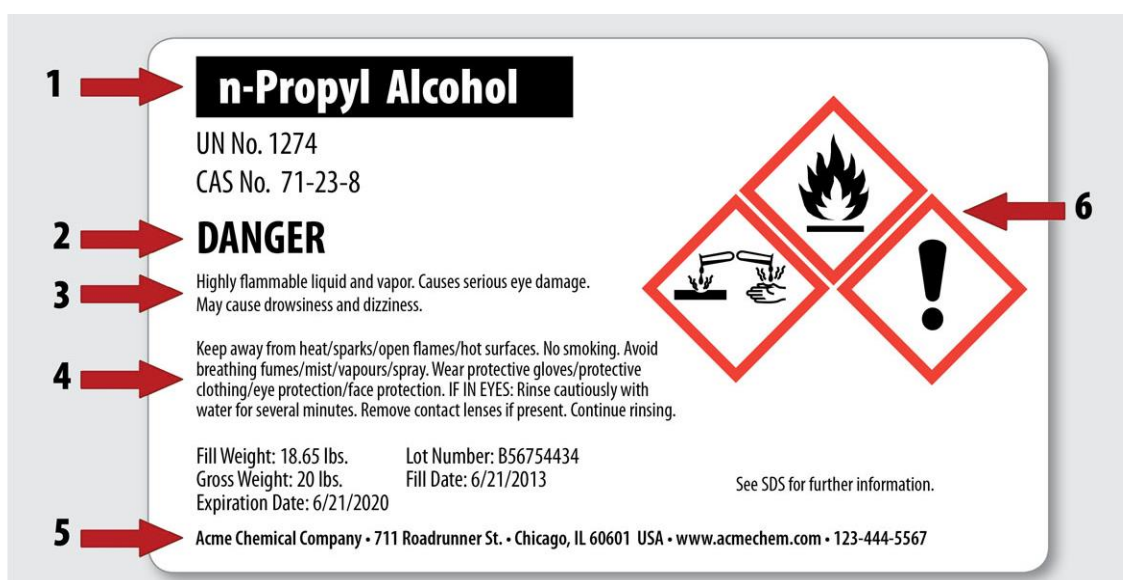 1
n-Propyl Alcohol
UN No. 1274
CAS No. 71-23-8
2
DANGER
3
Highly flammable liquid and vapor. Causes serious eye damage.
May cause drowsiness and dizziness.
4
Keep away from heat/sparks/open flames/hot surfaces. No smoking. Avoid
breathing fumes/mist/vapours/spray. Wear protective gloves/protective
clothing/eye protection/face protection. IF IN EYES: Rinse cautiously with
water for several minutes. Remove contact lenses if present. Continue rinsing.
6
Fill Weight: 18.65 lbs. Lot Number: B56754434
Gross Weight: 20 lbs. Fill Date: 6/21/2013
Expiration Date: 6/21/2020
See SDS for further information.
5
Acme Chemical Company • 711 Roadrunner St. • Chicago, IL 60601 USA • www.acmechem.com • 123-444-5567